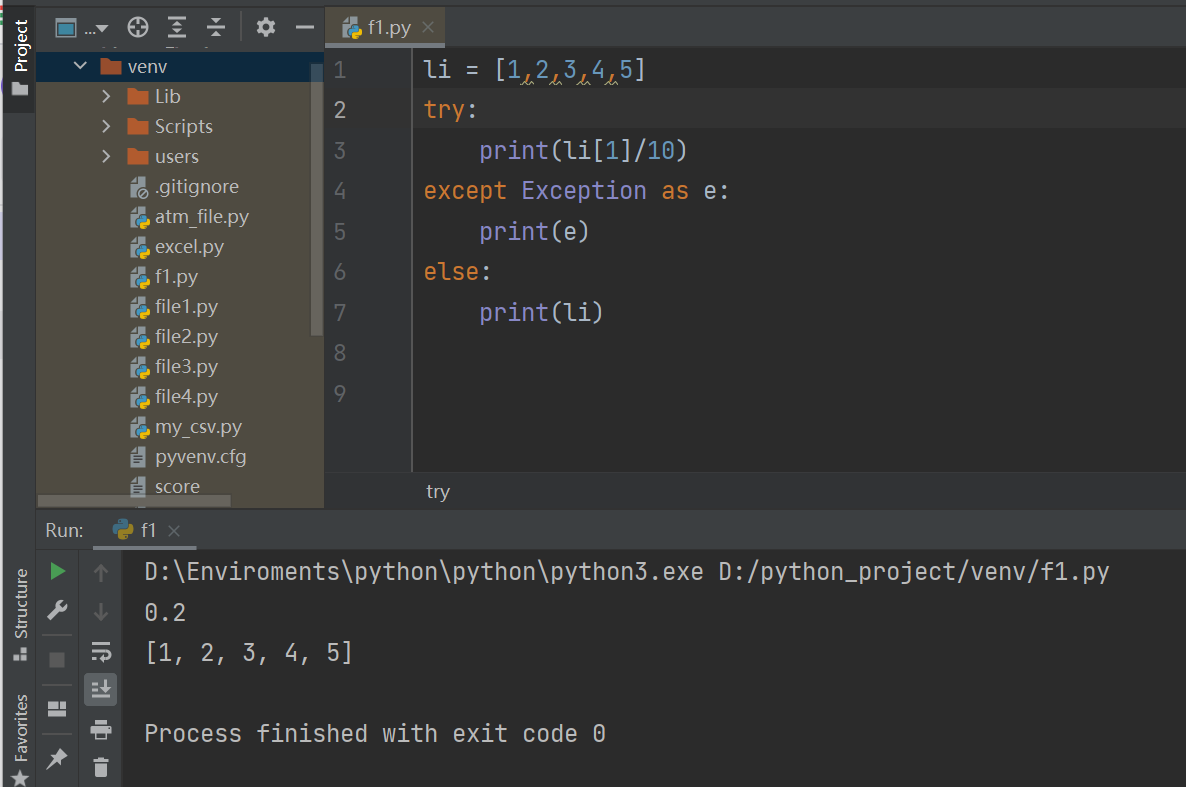 Project
...
f1.py
venv
Lib
Scripts
users
.gitignore
atm_file.py
excel.py
f1.py
file1.py
file2.py
file3.py
file4.py
my_csv.py
pyvenv.cfg
score
1 li = [1,2,3,4,5]
2 try:
3     print(li[1]/10)
4 except Exception as e:
5     print(e)
6 else:
7     print(li)
8
9
try
Run: f1
Structure
Favorites
D:\Enviroments\python\python\python3.exe D:/python_project/venv/f1.py
0.2
[1, 2, 3, 4, 5]
Process finished with exit code 0